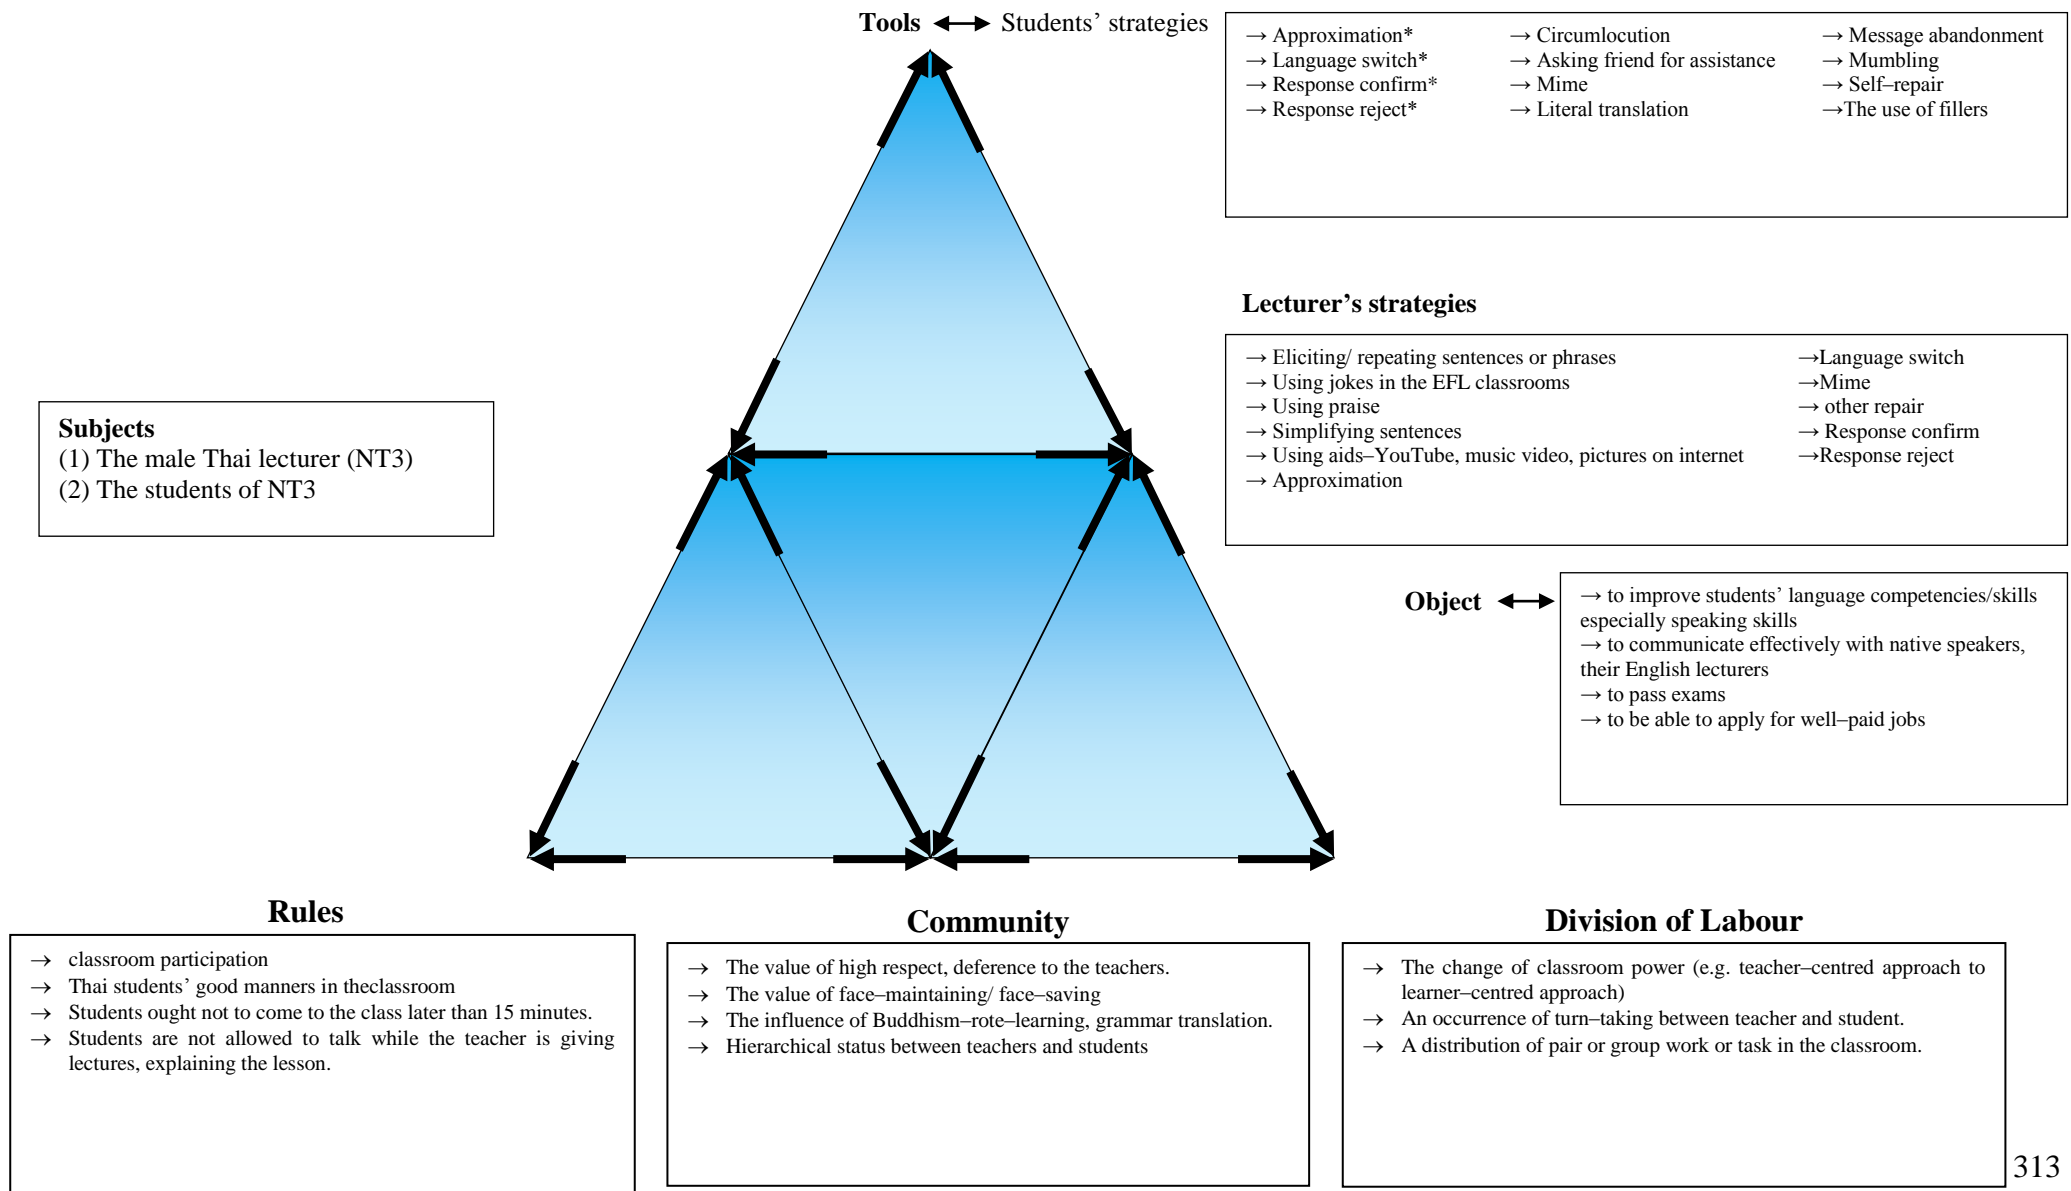 Tools ↔ Students’ strategies
→ Approximation*
→ Language switch*
→ Response confirm*
→ Response reject*
→ Circumlocution
→ Asking friend for assistance
→ Mime
→ Literal translation
→ Message abandonment
→ Mumbling
→ Self–repair
→The use of fillers
Lecturer’s strategies
→ Eliciting/ repeating sentences or phrases
→ Using jokes in the EFL classrooms
→ Using praise
→ Simplifying sentences
→ Using aids–YouTube, music video, pictures on internet
→ Approximation
→Language switch
→Mime
→ other repair
→ Response confirm
→Response reject
Subjects
(1) The male Thai lecturer (NT3)
(2) The students of NT3
Object ↔
→ to improve students’ language competencies/skills
especially speaking skills
→ to communicate effectively with native speakers,
their English lecturers
→ to pass exams
→ to be able to apply for well–paid jobs
Rules
→ classroom participation
→ Thai students’ good manners in theclassroom
→ Students ought not to come to the class later than 15 minutes.
→ Students are not allowed to talk while the teacher is giving
lectures, explaining the lesson.
Community
→ The value of high respect, deference to the teachers.
→ The value of face–maintaining/ face–saving
→ The influence of Buddhism–rote–learning, grammar translation.
→ Hierarchical status between teachers and students
Division of Labour
→ The change of classroom power (e.g. teacher–centred approach to
learner–centred approach)
→ An occurrence of turn–taking between teacher and student.
→ A distribution of pair or group work or task in the classroom.
313